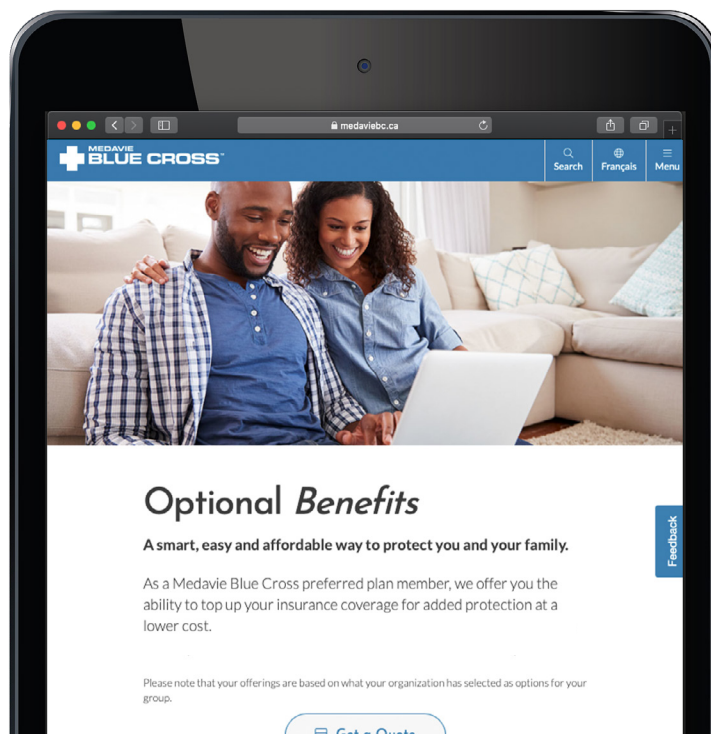 medaviebc.ca
MEDAVIE
BLUE CROSS™
Search
Français
Menu
Optional Benefits
A smart, easy and affordable way to protect you and your family.
As a Medavie Blue Cross preferred plan member, we offer you the
ability to top up your insurance coverage for added protection at a
lower cost.
Feedback
Please note that your offerings are based on what your organization has selected as options for your
group.
Get a Quote